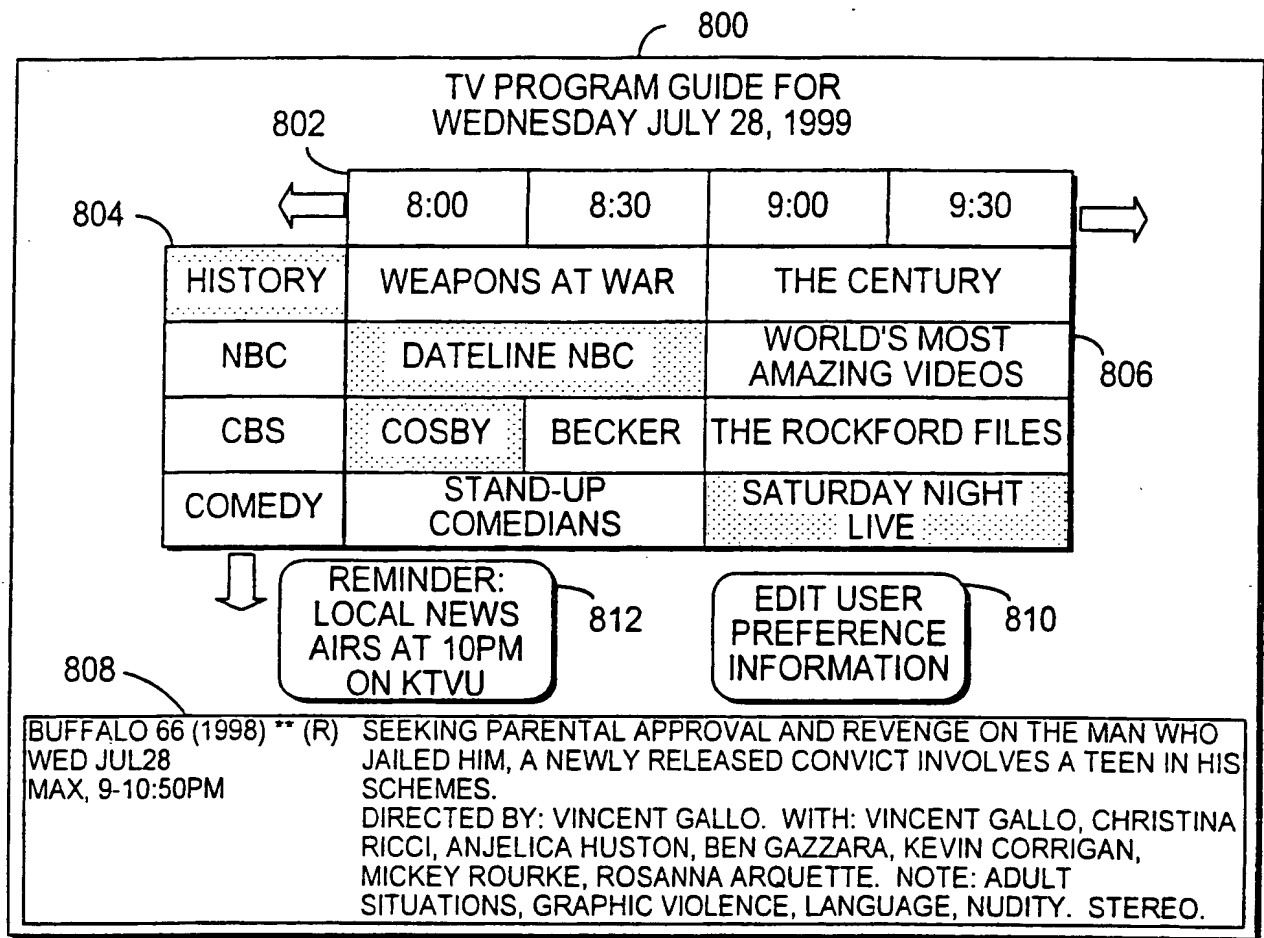 800
TV PROGRAM GUIDE FOR
WEDNESDAY JULY 28, 1999
802
8:00 8:30 9:00 9:30
804
HISTORY WEAPONS AT WAR THE CENTURY
NBC DATELINE NBC WORLD'S MOST
AMAZING VIDEOS
806
CBS COSBY BECKER THE ROCKFORD FILES
COMEDY STAND-UP
COMEDIANS
SATURDAY NIGHT
LIVE
REMINDER:
LOCAL NEWS
AIRS AT 10PM
ON KTVU
812
EDIT USER
PREFERENCE
INFORMATION
810
808
BUFFALO 66 (1998) ** (R)
WED JUL28
MAX, 9-10:50PM
SEEKING PARENTAL APPROVAL AND REVENGE ON THE MAN WHO
JAILED HIM, A NEWLY RELEASED CONVICT INVOLVES A TEEN IN HIS
SCHEMES.
DIRECTED BY: VINCENT GALLO. WITH: VINCENT GALLO, CHRISTINA
RICCI, ANJELICA HUSTON, BEN GAZZARA, KEVIN CORRIGAN,
MICKEY ROURKE, ROSANNA ARQUETTE. NOTE: ADULT
SITUATIONS, GRAPHIC VIOLENCE, LANGUAGE, NUDITY. STEREO.